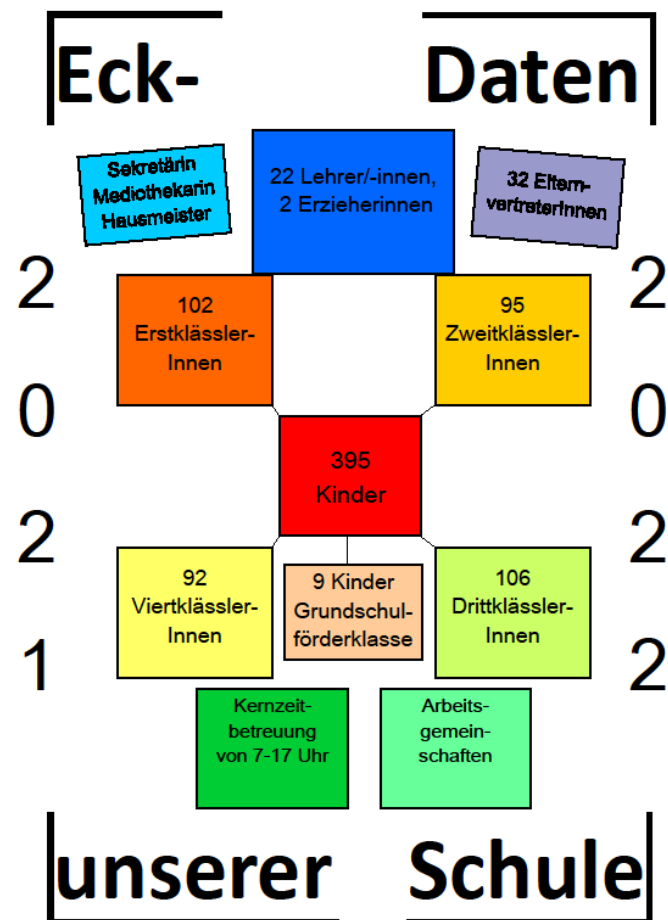 Eck- Daten
Sekretärin
Mediothekarin
Hausmeister
22 Lehrer/-innen,
2 Erzieherinnen
32 Eltern-
vertreterInnen
2
0
2
1
2
0
2
2
102
Erstklässler-
Innen
95
Zweitklässler-
Innen
395
Kinder
92
Viertklässler-
Innen
9 Kinder
Grundschul-
förderklasse
106
Drittklässler-
Innen
Kernzeit-
betreuung
von 7-17 Uhr
Arbeits-
gemein-
schaften
unserer Schule